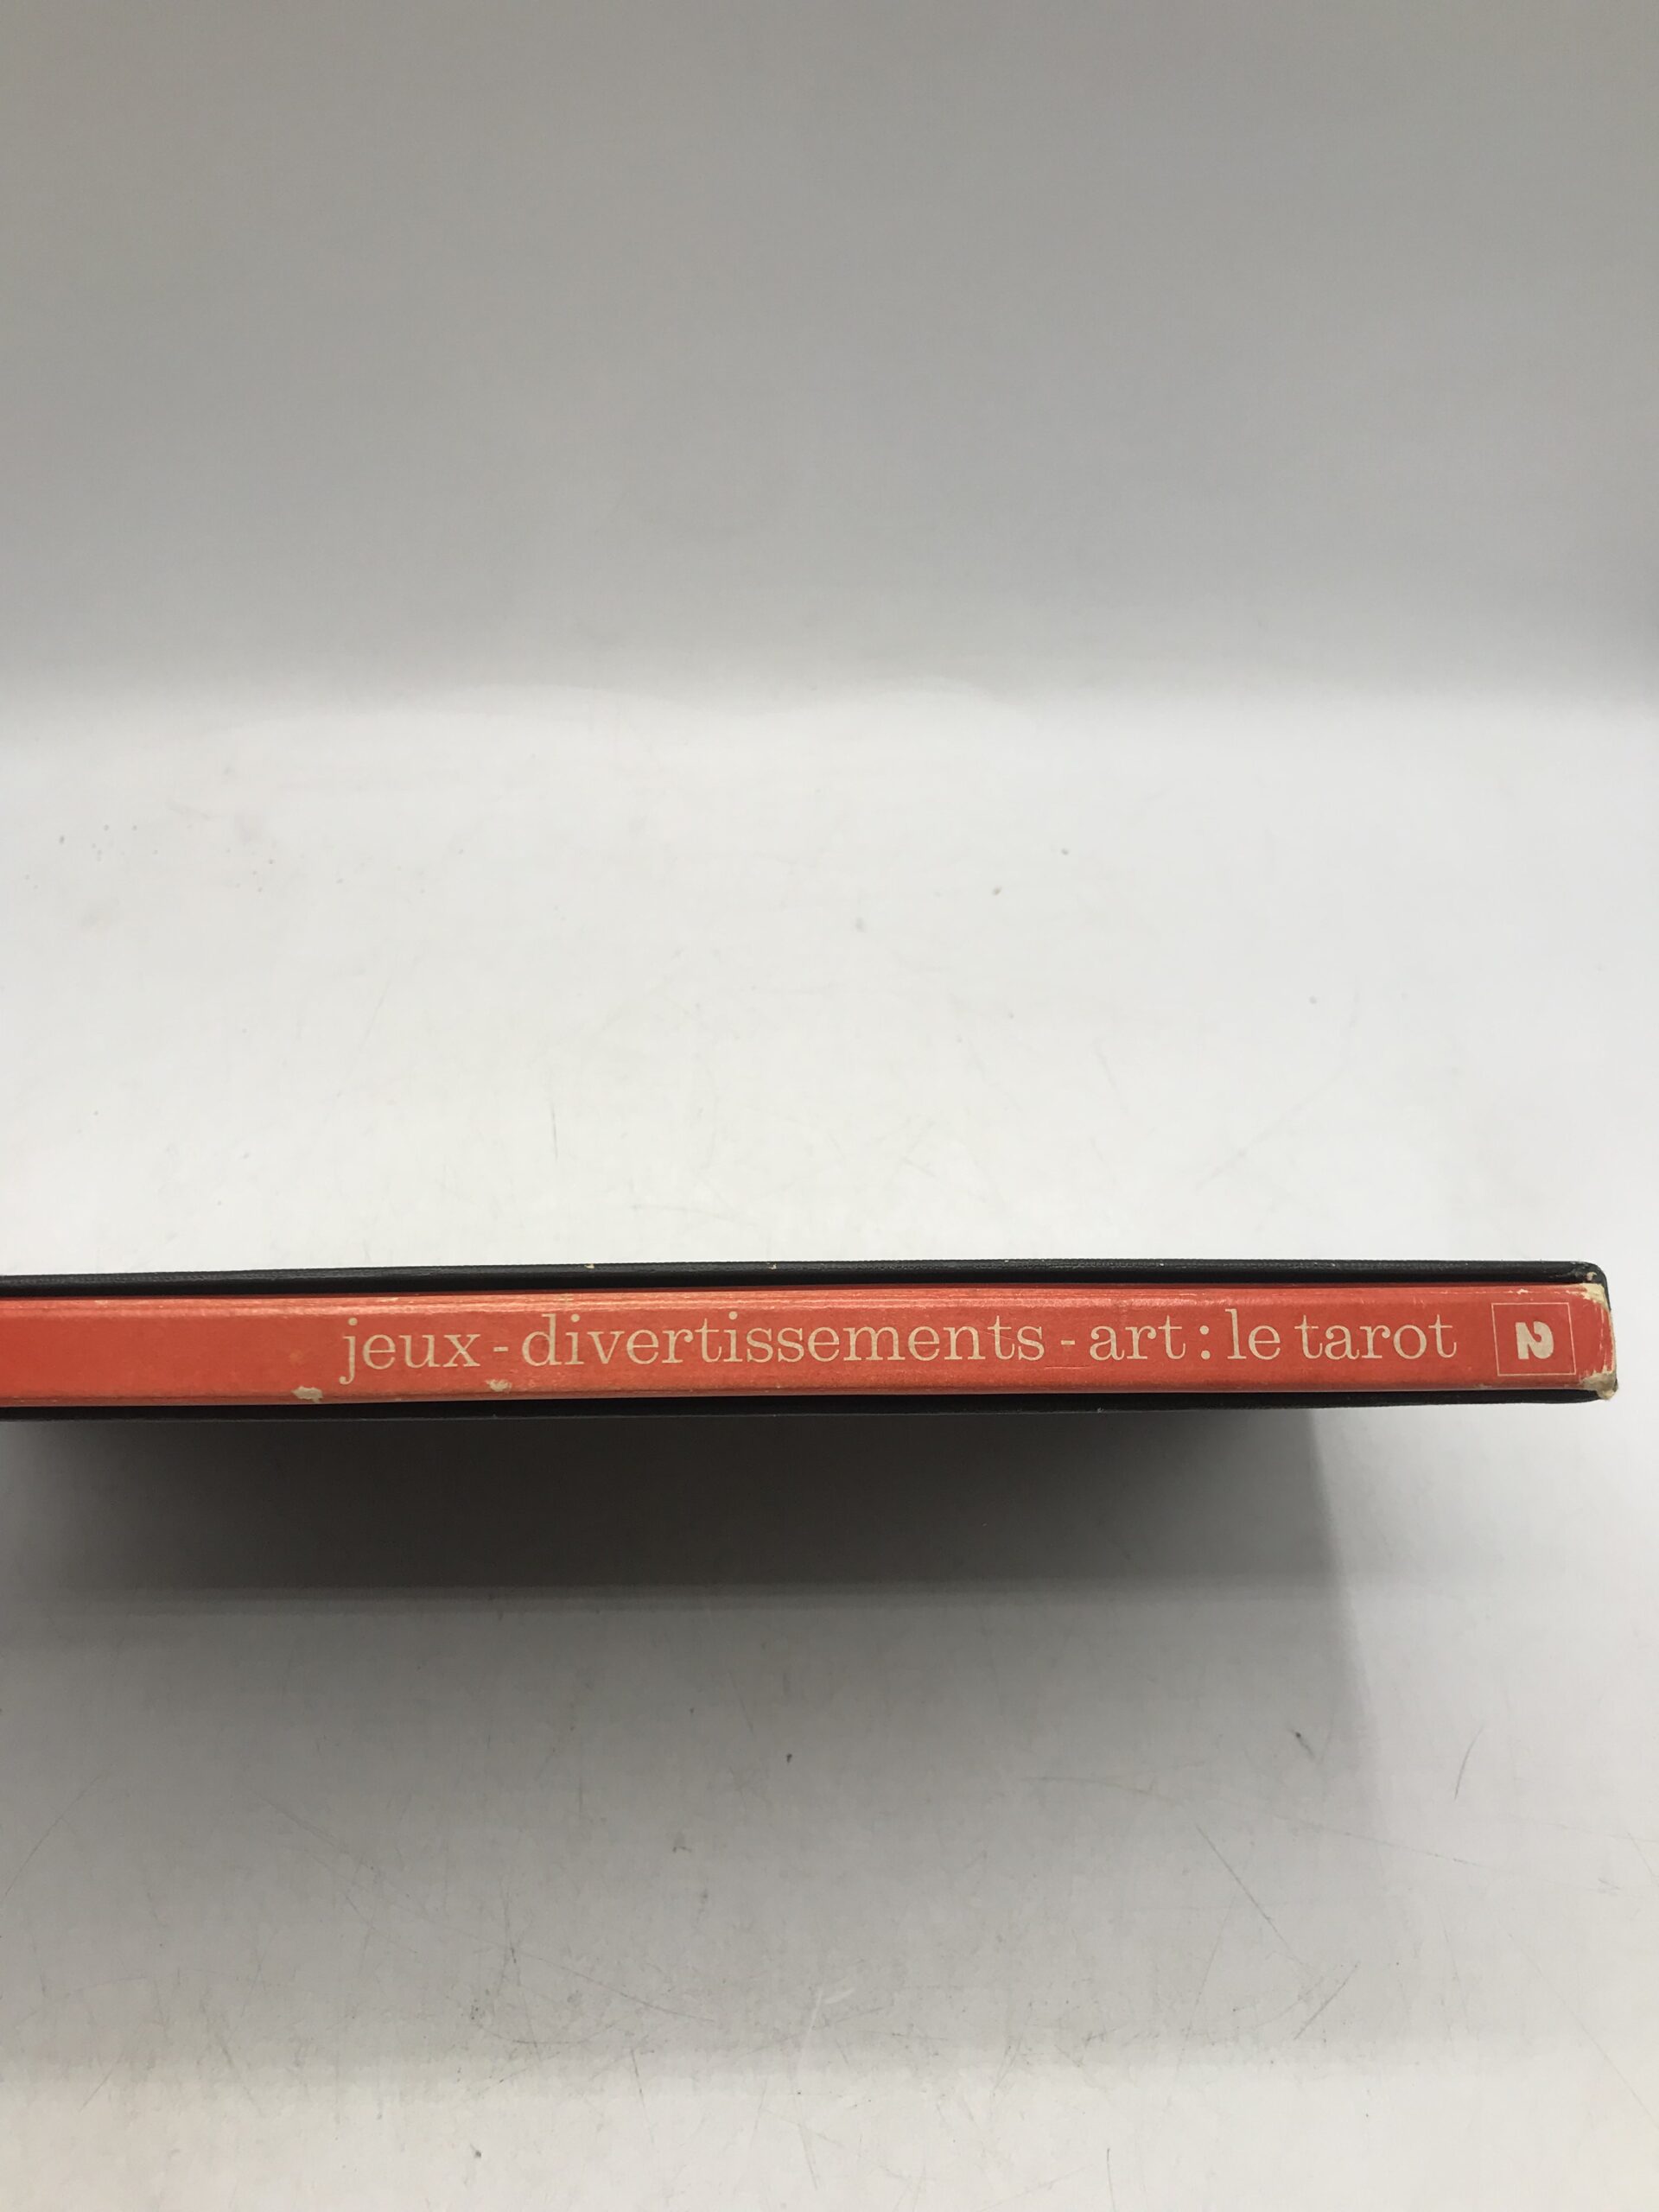 jeux - divertissements - art : le tarot
2